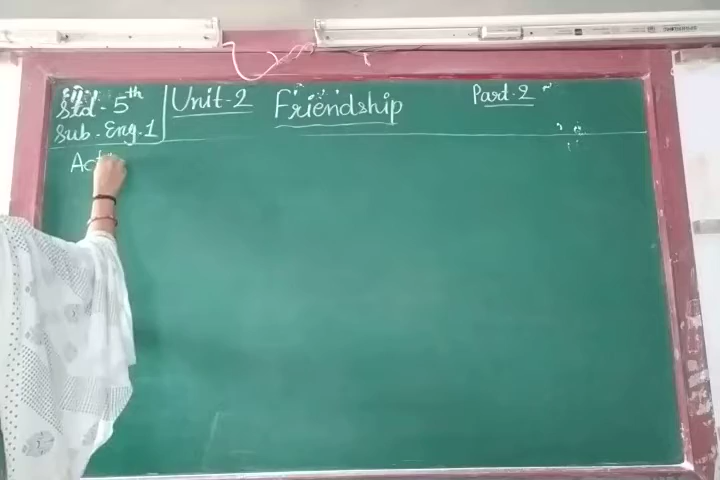 Std - 5th
Unit-2
Friendship
Part-2
Sub - Eng-1
Act